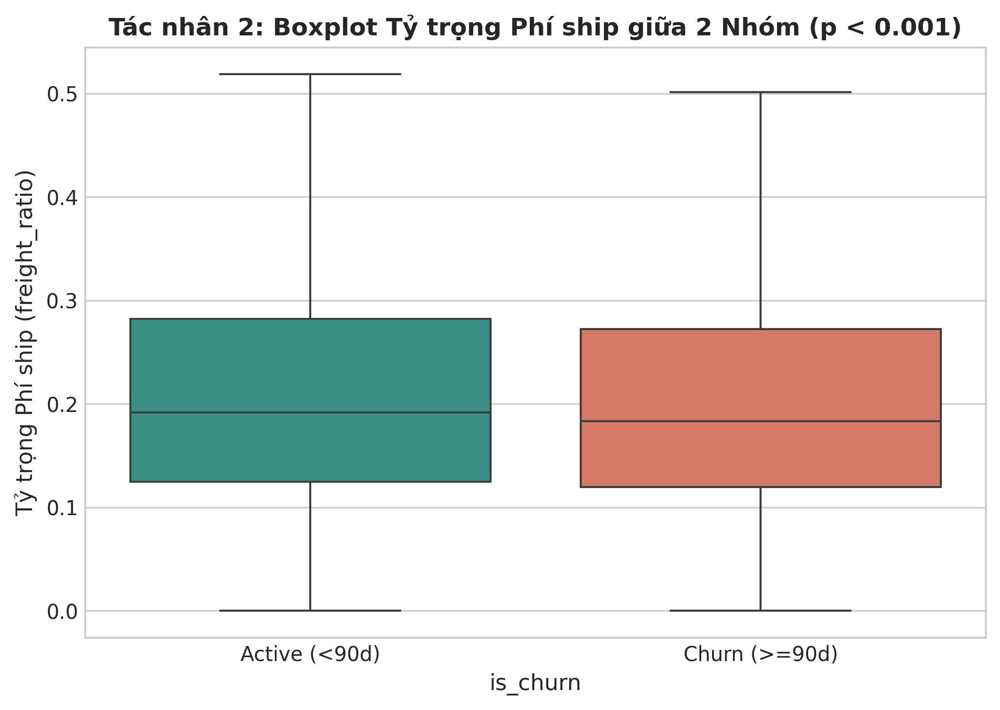 Tác nhân 2: Boxplot Tỷ trọng Phí ship giữa 2 Nhóm (p < 0.001)
Tỷ trọng Phí ship (freight_ratio)
0.5
0.4
0.3
0.2
0.1
0.0
Active (<90d)
Churn (>=90d)
is_churn